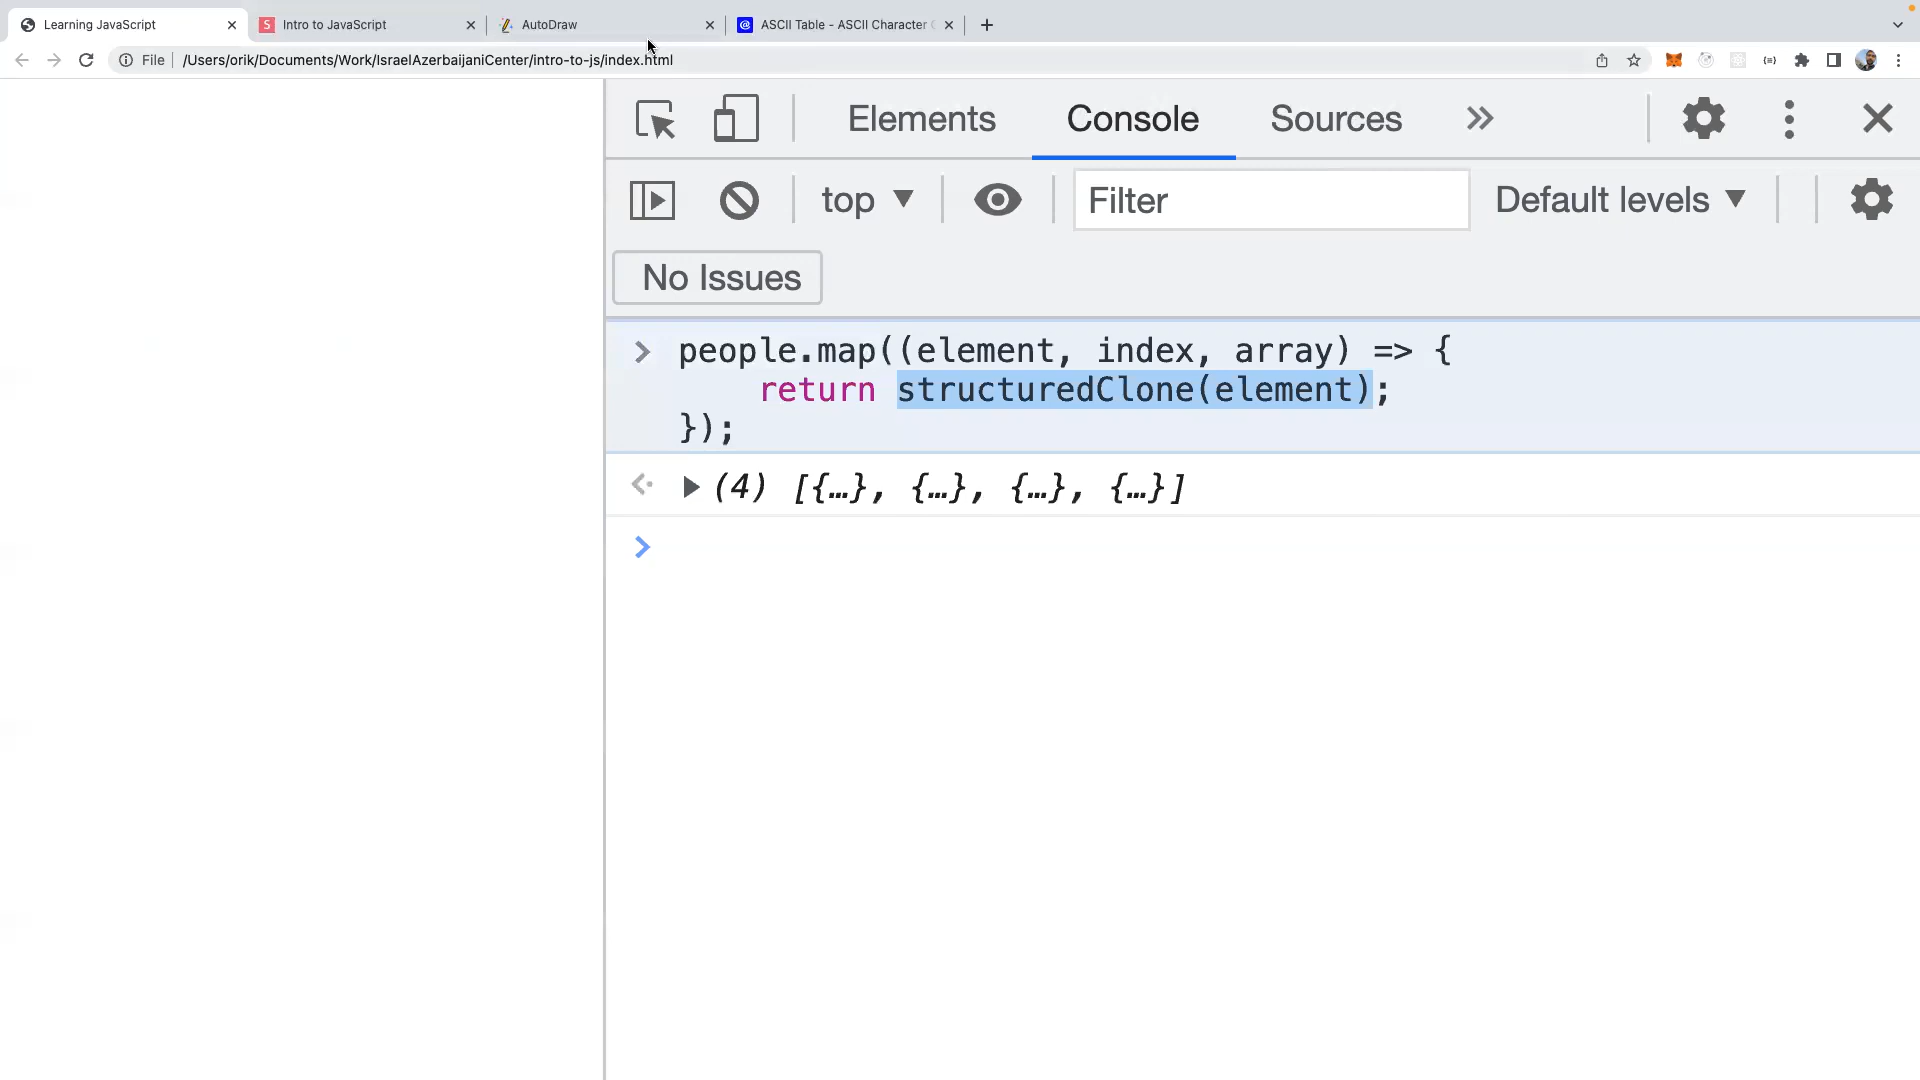 Learning JavaScript
S Intro to JavaScript
AutoDraw
@ ASCII Table - ASCII Character
File /Users/orik/Documents/Work/IsraelAzerbaijaniCenter/intro-to-js/index.html
Elements Console Sources
top Filter Default levels
No Issues
people.map((element, index, array) => {
return structuredClone(element);
});
(4) [{…}, {…}, {…}, {…}]